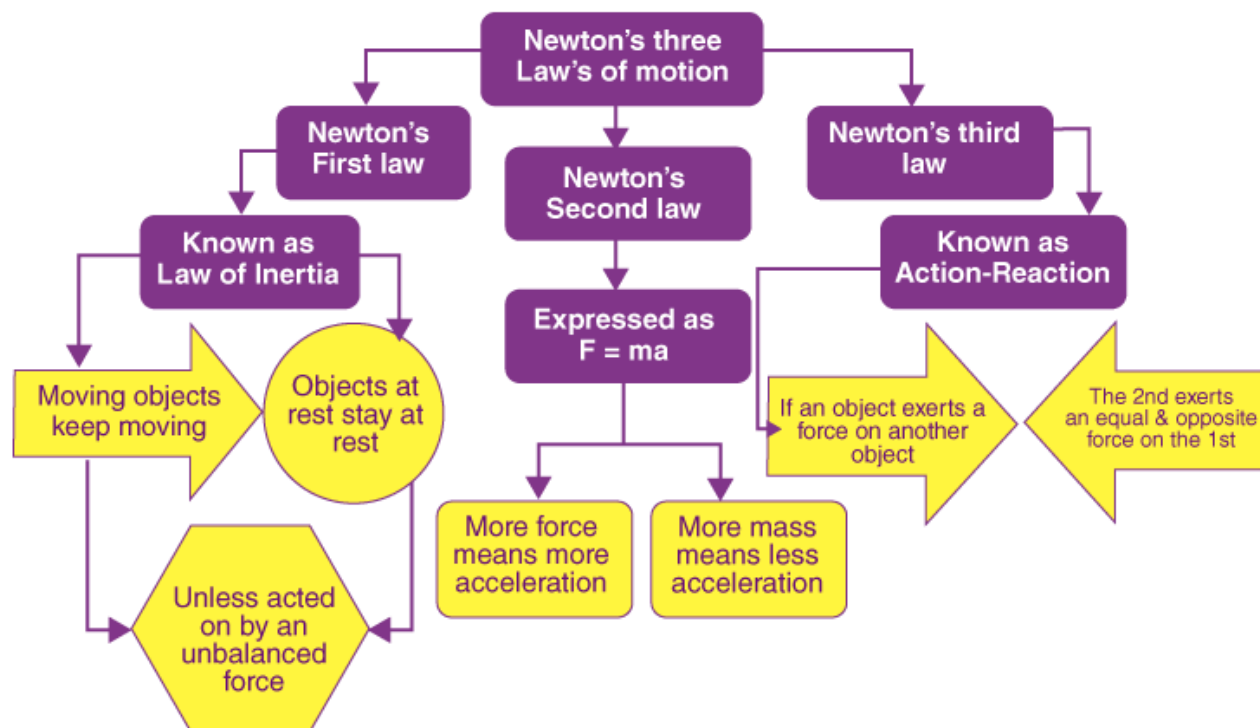 Newton's three
Law's of motion
Newton's
First law
Newton's
Second law
Newton's third
law
Known as
Law of Inertia
Expressed as
F = ma
Known as
Action-Reaction
Moving objects
keep moving
Objects at
rest stay at
rest
Unless acted
on by an
unbalanced
force
More force
means more
acceleration
More mass
means less
acceleration
If an object exerts a
force on another
object
The 2nd exerts
an equal & opposite
force on the 1st